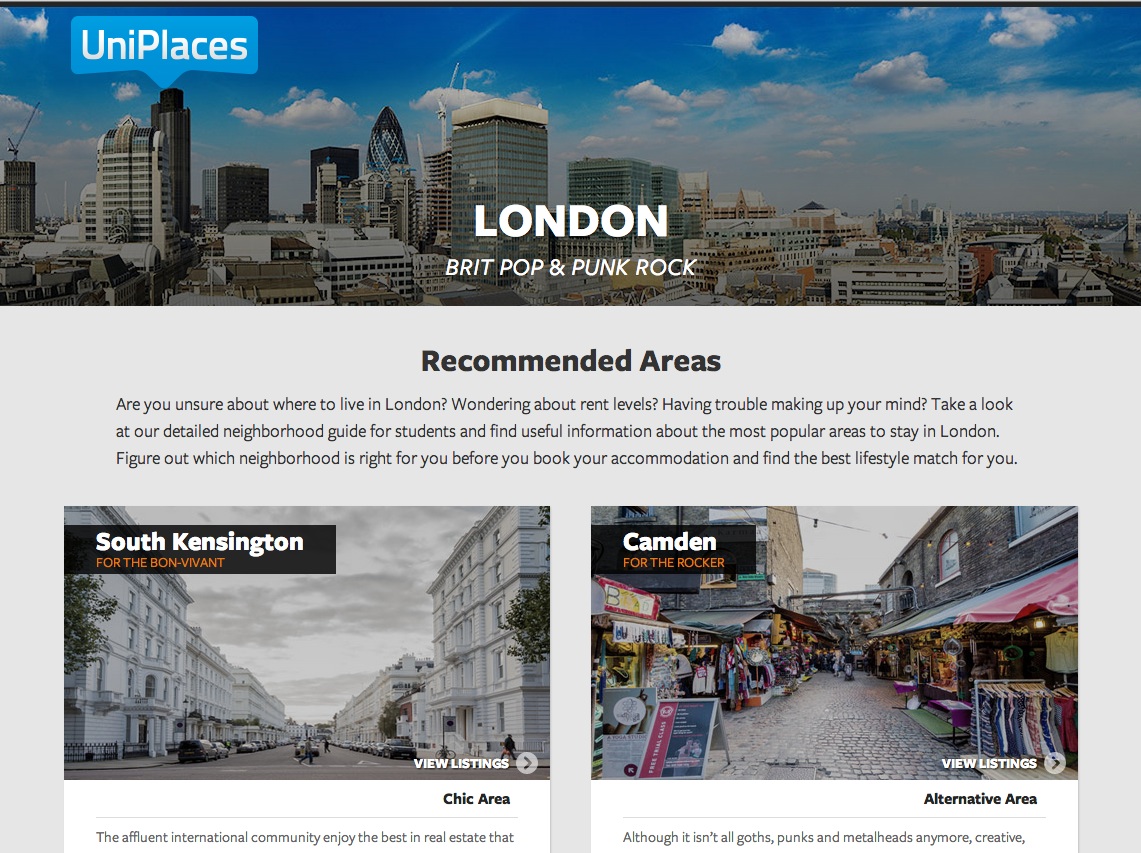 UniPlaces
LONDON
BRIT POP & PUNK ROCK
Recommended Areas
Are you unsure about where to live in London? Wondering about rent levels? Having trouble making up your mind? Take a look
at our detailed neighborhood guide for students and find useful information about the most popular areas to stay in London.
Figure out which neighborhood is right for you before you book your accommodation and find the best lifestyle match for you.
South Kensington
FOR THE BON-VIVANT
VIEW LISTINGS
Chic Area
The affluent international community enjoy the best in real estate that
Camden
FOR THE ROCKER
FREE TRIAL CLASS
VIEW LISTINGS
Alternative Area
Although it isn't all goths, punks and metalheads anymore, creative,